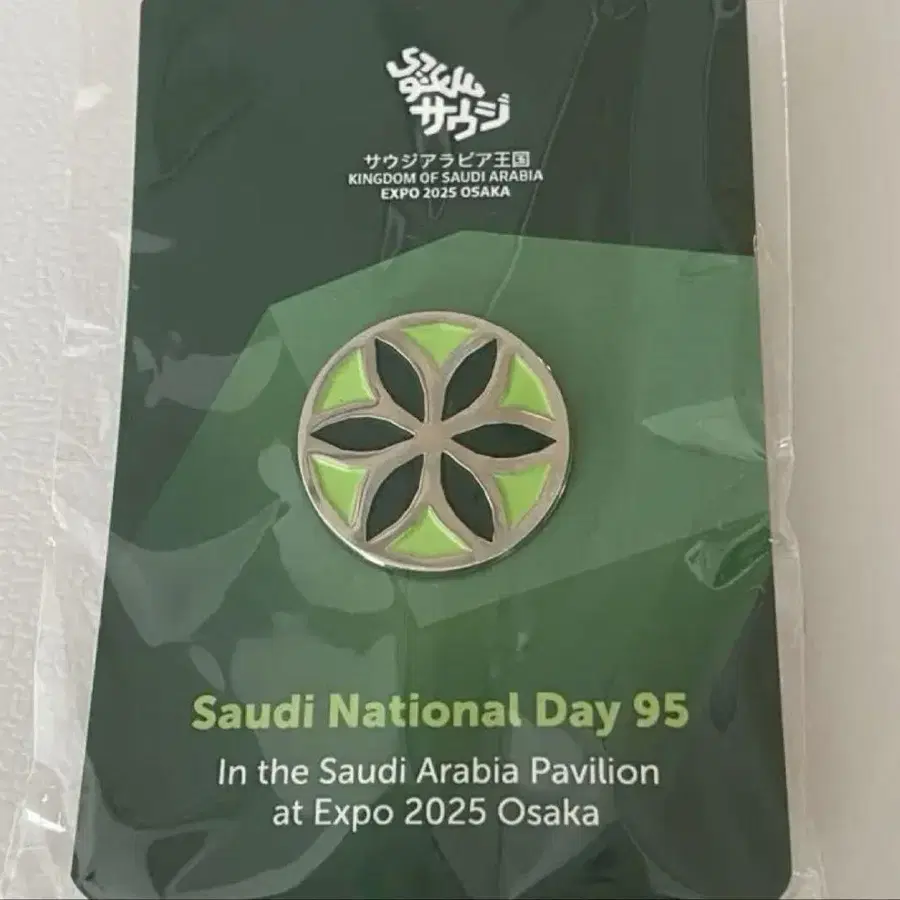 السعودية
サウジ
サウジアラビア王国
KINGDOM OF SAUDI ARABIA
EXPO 2025 OSAKA
Saudi National Day 95
In the Saudi Arabia Pavilion
at Expo 2025 Osaka